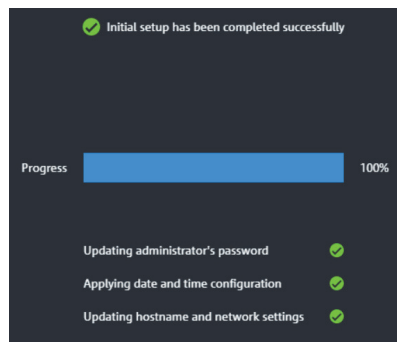 Initial setup has been completed successfully
Progress 100%
Updating administrator's password
Applying date and time configuration
Updating hostname and network settings